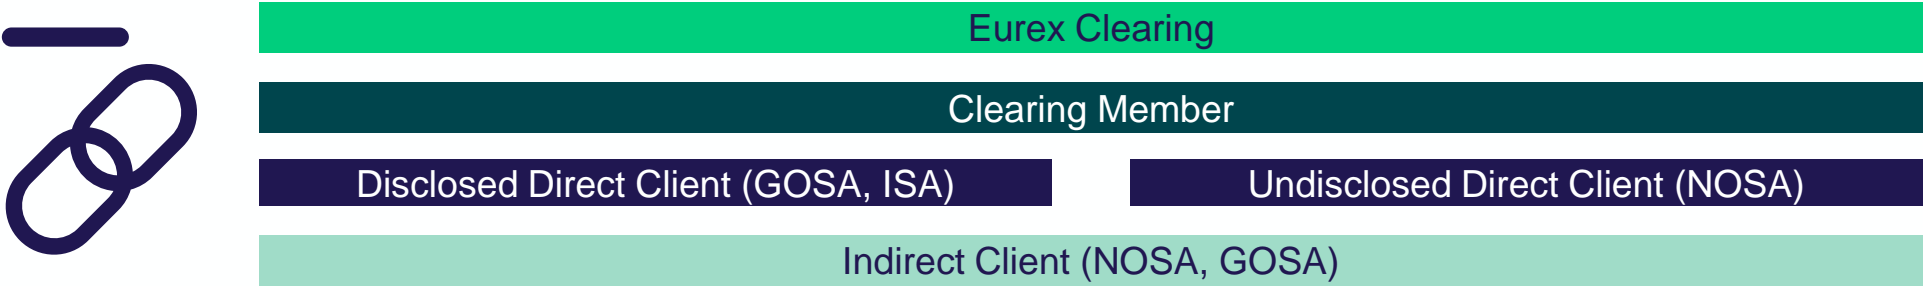 Eurex Clearing
Clearing Member
Disclosed Direct Client (GOSA, ISA)
Undisclosed Direct Client (NOSA)
Indirect Client (NOSA, GOSA)